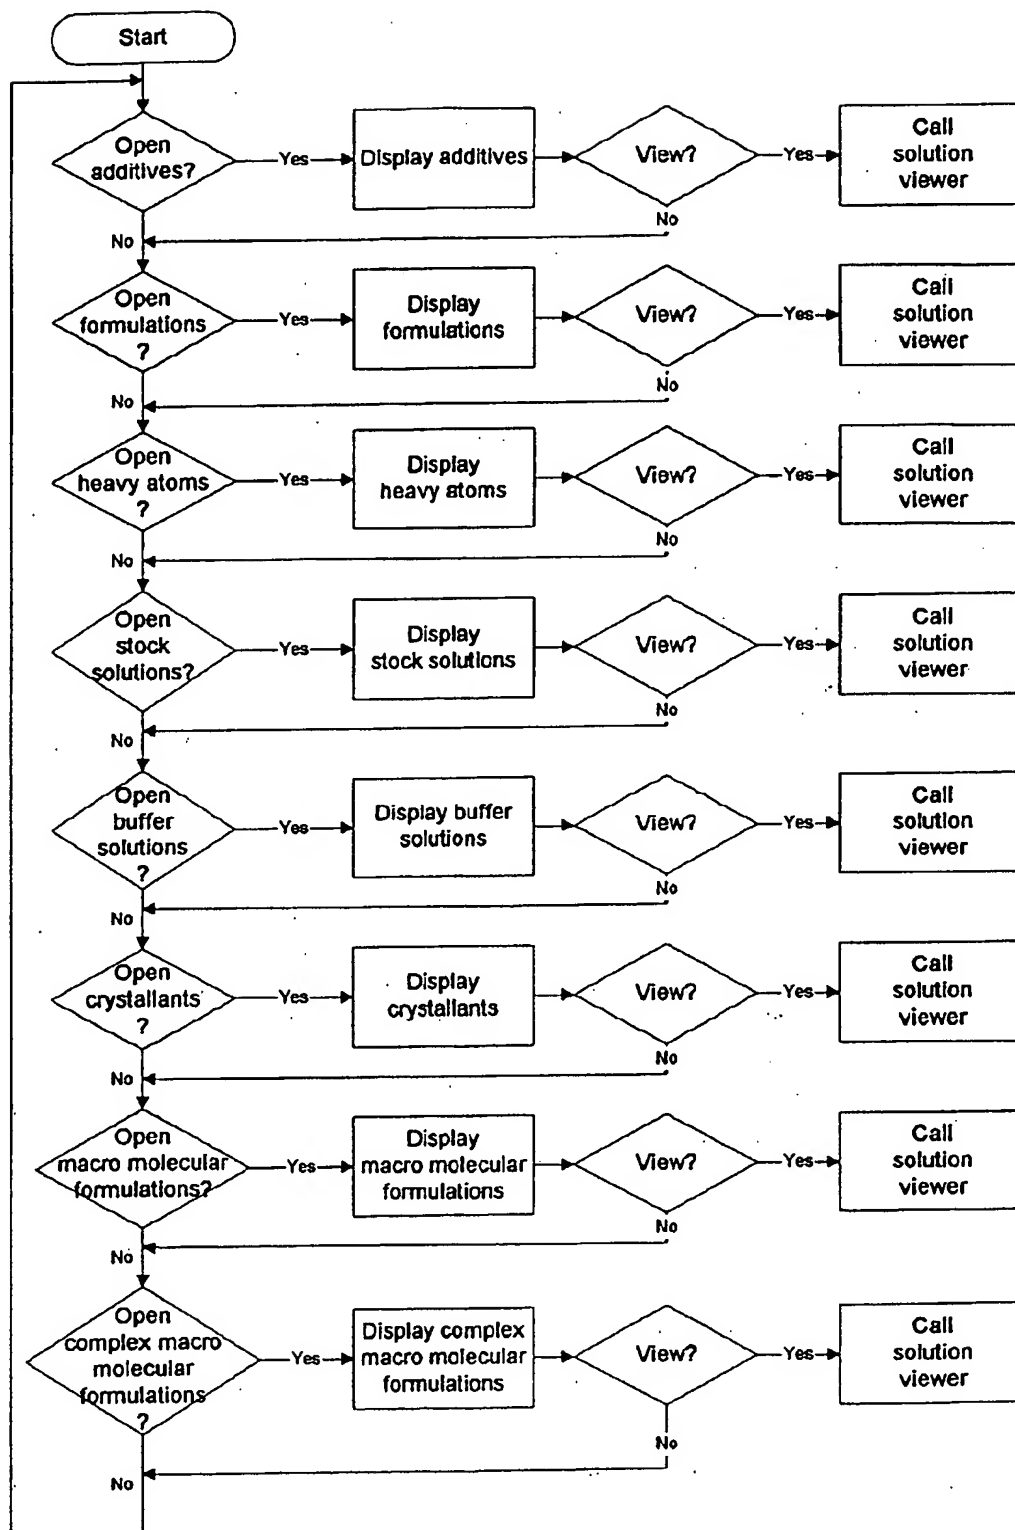 Start
Open
additives?
Yes
Display additives
View?
Yes
Call
solution
viewer
No
No
Open
formulations
?
Yes
Display
formulations
View?
Yes
Call
solution
viewer
No
No
Open
heavy atoms
?
Yes
Display
heavy atoms
View?
Yes
Call
solution
viewer
No
No
Open
stock
solutions?
Yes
Display
stock solutions
View?
Yes
Call
solution
viewer
No
No
Open
buffer
solutions
?
Yes
Display buffer
solutions
View?
Yes
Call
solution
viewer
No
No
Open
crystallants
?
Yes
Display
crystallants
View?
Yes
Call
solution
viewer
No
No
Open
macro molecular
formulations?
Yes
Display
macro molecular
formulations
View?
Yes
Call
solution
viewer
No
No
Open
complex macro
molecular
formulations
?
Yes
Display complex
macro molecular
formulations
View?
Yes
Call
solution
viewer
No
No